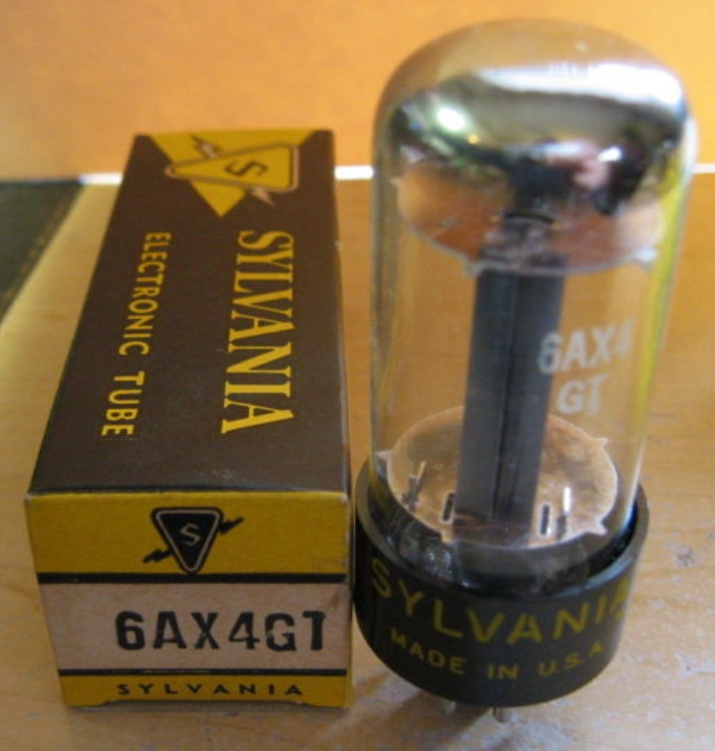 S
SYLVANIA
ELECTRONIC TUBE
S
6AX4GT
SYLVANIA
6AX4
GT
SYLVANIA
MADE IN U.S.A